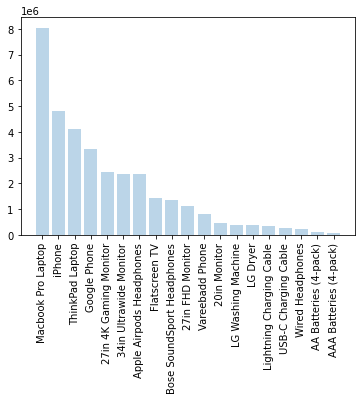 1e6
8
7
6
5
4
3
2
1
0
Macbook Pro Laptop
iPhone
ThinkPad Laptop
Google Phone
27in 4K Gaming Monitor
34in Ultrawide Monitor
Apple Airpods Headphones
Flatscreen TV
Bose SoundSport Headphones
27in FHD Monitor
Vareebadd Phone
20in Monitor
LG Washing Machine
LG Dryer
Lightning Charging Cable
USB-C Charging Cable
Wired Headphones
AA Batteries (4-pack)
AAA Batteries (4-pack)